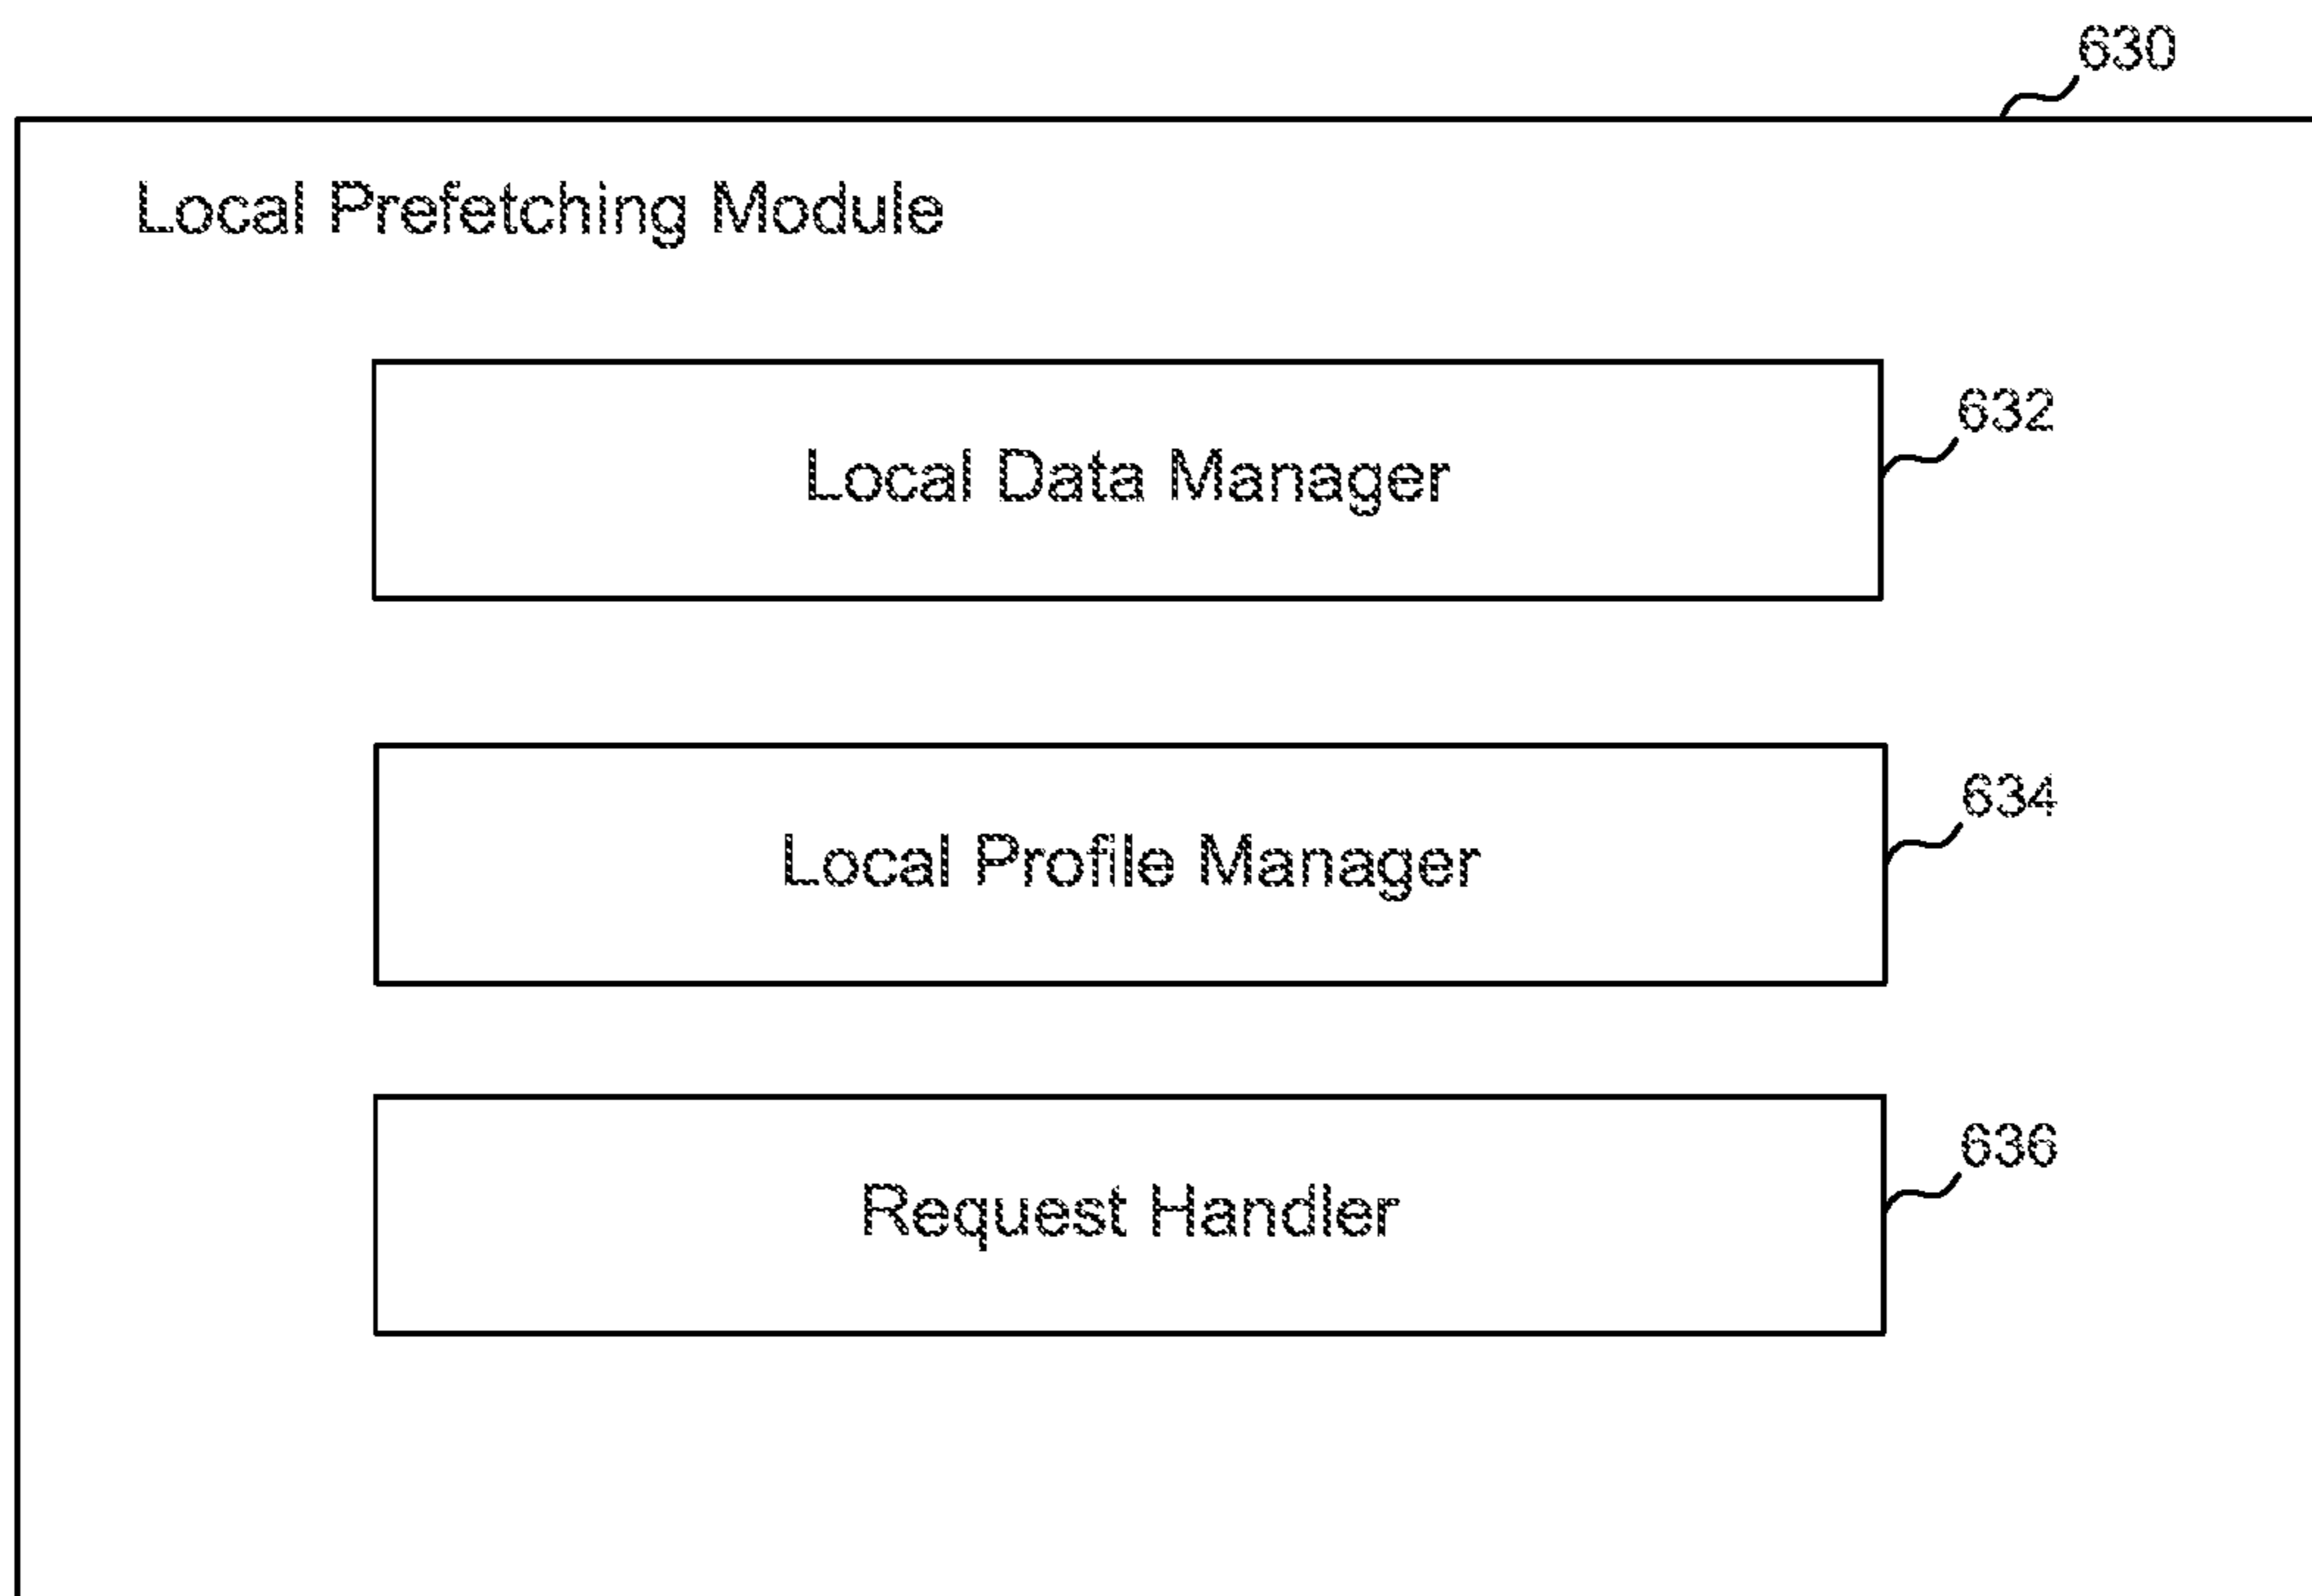 630
Local Prefetching Module
632
Local Data Manager
634
Local Profile Manager
636
Request Handler